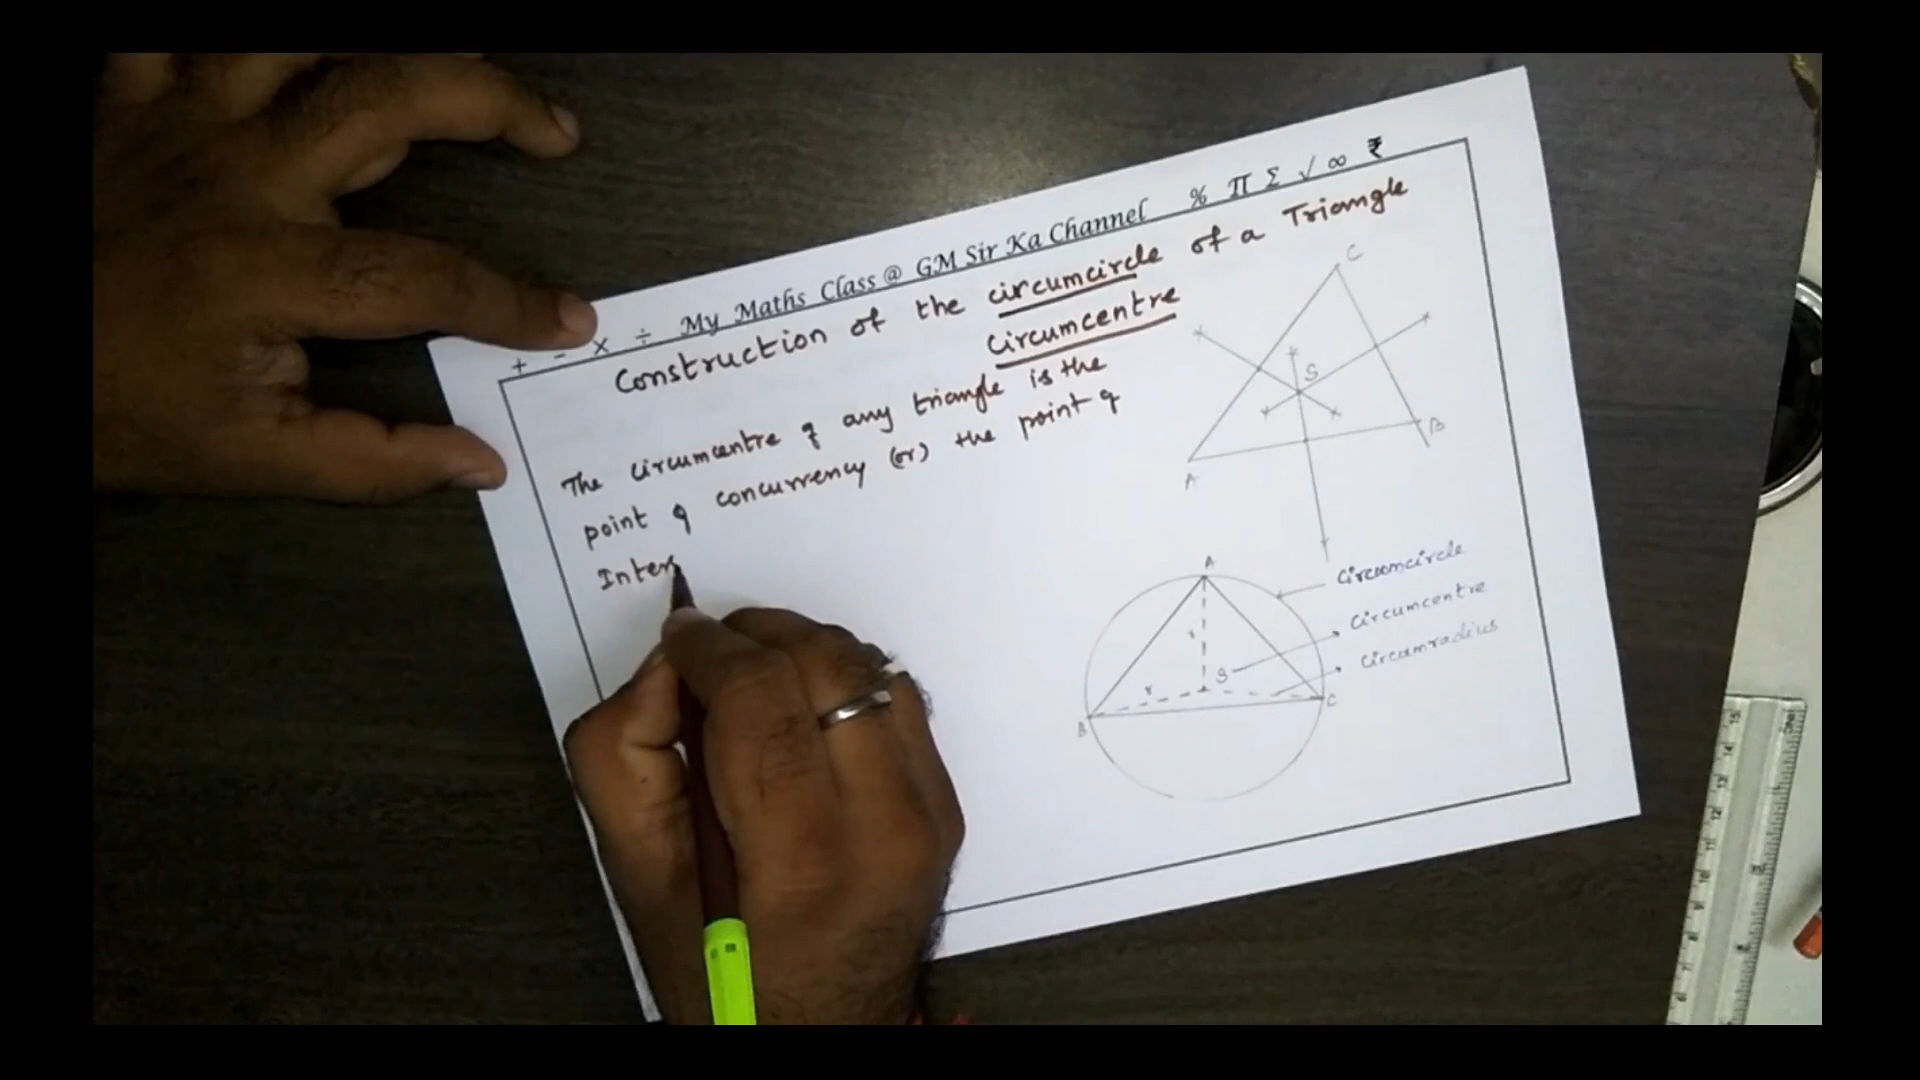 + - × ÷ My Maths Class @ GM Sir Ka Channel % Π Σ √ ∞ ₹
Construction of the circumcircle of a Triangle
Circumcentre
The circumcentre of any triangle is the
point of concurrency (or) the point of
Inter
C
S
B
A
A
Circumcircle
Circumcentre
Circumradius
r
S
r
B
C